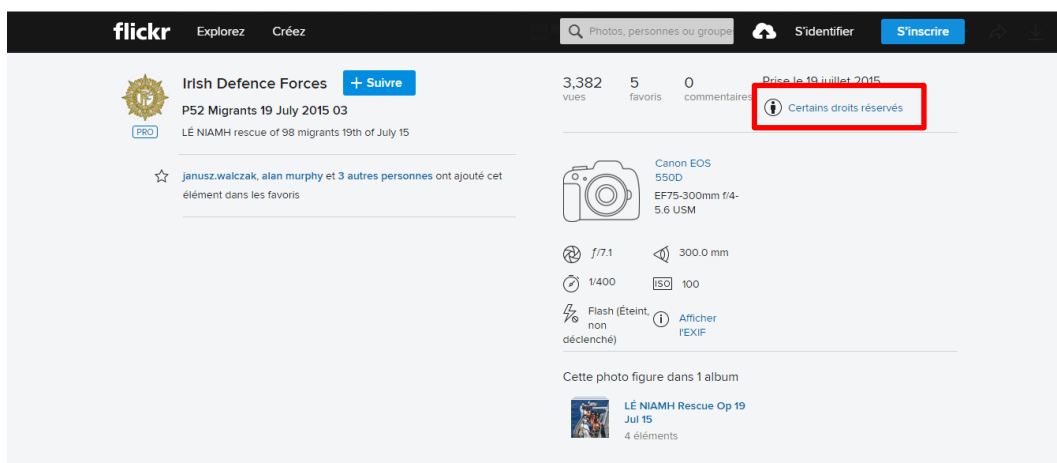 flickr Explorez Créez Photos, personnes ou groupe S'identifier S'inscrire
Irish Defence Forces + Suivre
P52 Migrants 19 July 2015 03
PRO LÉ NIAMH rescue of 98 migrants 19th of July 15
janusz.walczak, alan murphy et 3 autres personnes ont ajouté cet
élément dans les favoris
3,382 5 0 Prise le 19 juillet 2015
vues favoris commentaires
Certains droits réservés
Canon EOS
550D
EF75-300mm f/4-
5.6 USM
ƒ/7.1 300.0 mm
1/400 ISO 100
Flash (Éteint,
non
déclenché)
Afficher
l'EXIF
Cette photo figure dans 1 album
LÉ NIAMH Rescue Op 19
Jul 15
4 éléments